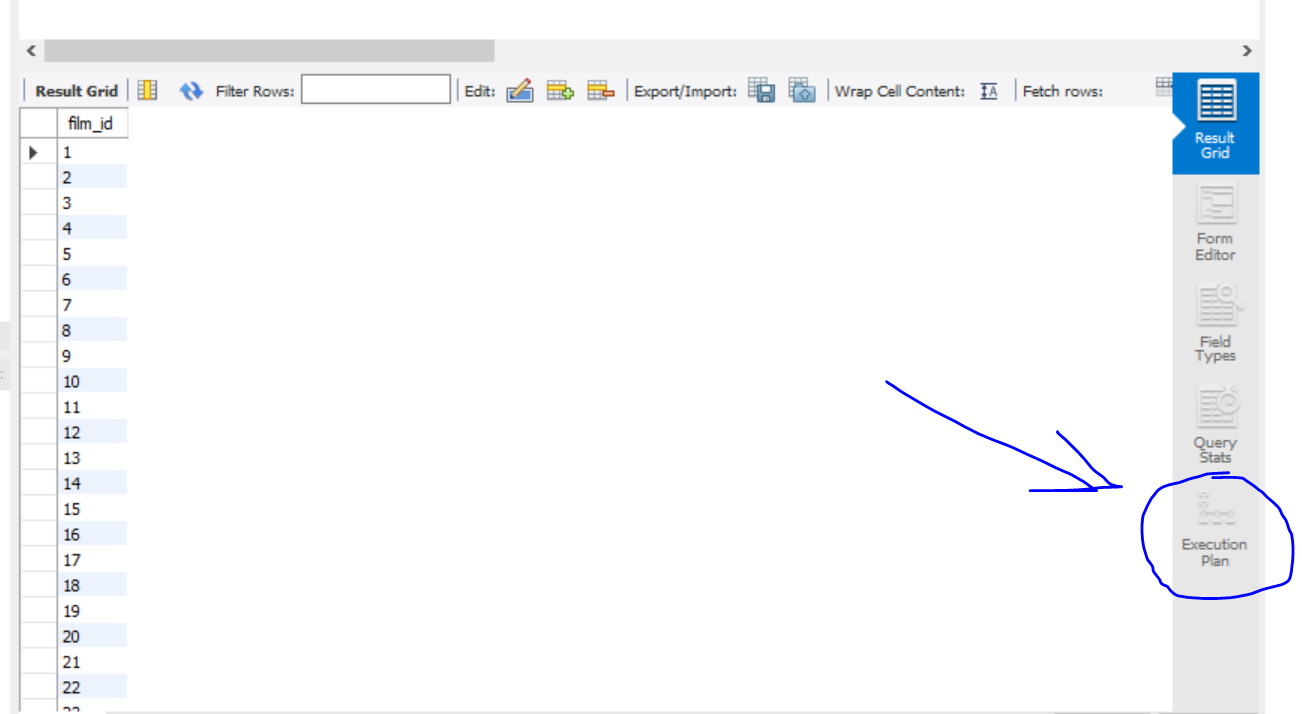 Result Grid Filter Rows: Edit: Export/Import: Wrap Cell Content: Fetch rows:
film_id
1
2
3
4
5
6
7
8
9
10
11
12
13
14
15
16
17
18
19
20
21
22
Result
Grid
Form
Editor
Field
Types
Query
Stats
Execution
Plan